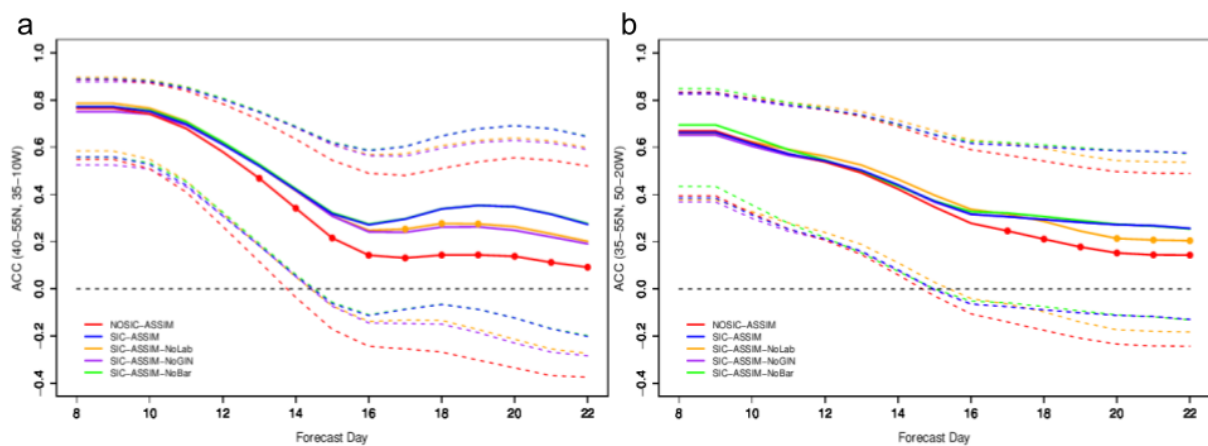 a
ACC (40-55N, 35-10W)
1.0
0.8
0.6
0.4
0.2
0.0
-0.2
-0.4
NOSIC-ASSIM
SIC-ASSIM
SIC-ASSIM-NoLab
SIC-ASSIM-NoGIN
SIC-ASSIM-NoBar
8 10 12 14 16 18 20 22
Forecast Day
b
ACC (35-55N, 50-20W)
1.0
0.8
0.6
0.4
0.2
0.0
-0.2
-0.4
NOSIC-ASSIM
SIC-ASSIM
SIC-ASSIM-NoLab
SIC-ASSIM-NoGIN
SIC-ASSIM-NoBar
8 10 12 14 16 18 20 22
Forecast Day